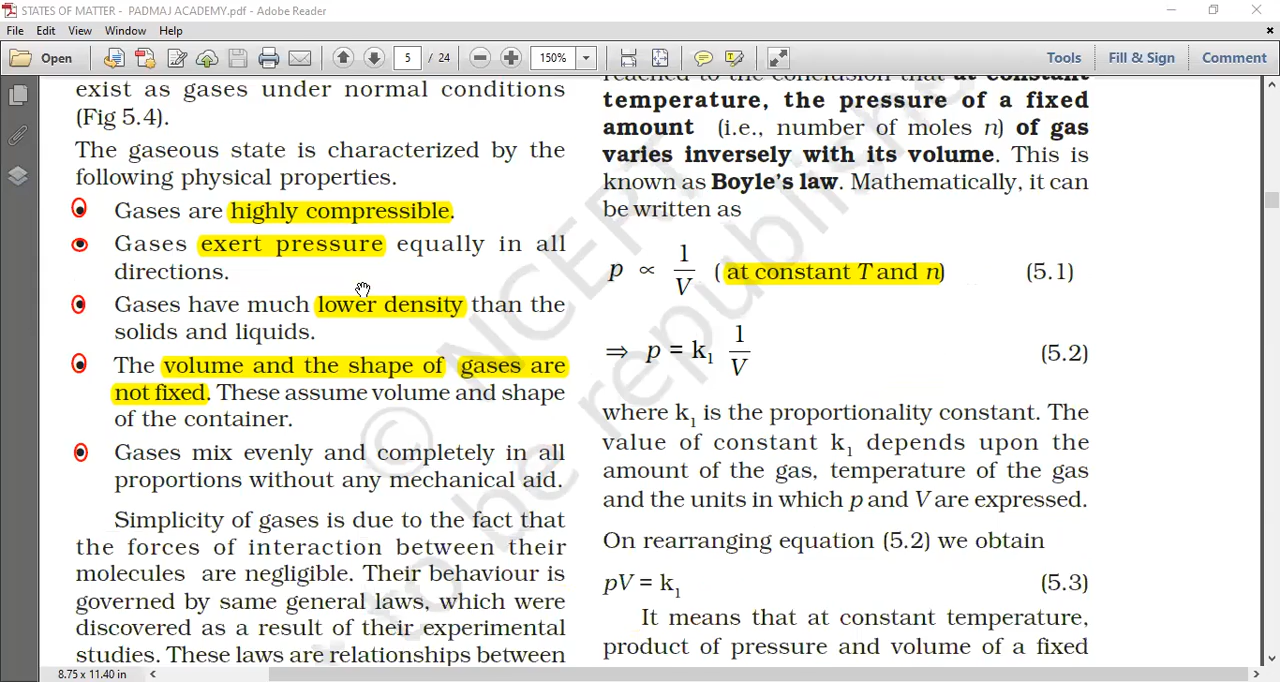 STATES OF MATTER - PADMAJ ACADEMY.pdf - Adobe Reader
File Edit View Window Help
Open 5 / 24 150% Tools Fill & Sign Comment
exist as gases under normal conditions
(Fig 5.4).
The gaseous state is characterized by the
following physical properties.
Gases are highly compressible.
Gases exert pressure equally in all
directions.
Gases have much lower density than the
solids and liquids.
The volume and the shape of gases are
not fixed. These assume volume and shape
of the container.
Gases mix evenly and completely in all
proportions without any mechanical aid.
Simplicity of gases is due to the fact that
the forces of interaction between their
molecules are negligible. Their behaviour is
governed by same general laws, which were
discovered as a result of their experimental
studies. These laws are relationships between
reached to the conclusion that at constant
temperature, the pressure of a fixed
amount (i.e., number of moles n) of gas
varies inversely with its volume. This is
known as Boyle's law. Mathematically, it can
be written as
p ∝ 1/V ( at constant T and n) (5.1)
⇒ p = k₁ 1/V (5.2)
where k₁ is the proportionality constant. The
value of constant k₁ depends upon the
amount of the gas, temperature of the gas
and the units in which p and V are expressed.
On rearranging equation (5.2) we obtain
pV = k₁ (5.3)
It means that at constant temperature,
product of pressure and volume of a fixed
© NCERT
to be republishe
8.75 x 11.40 in